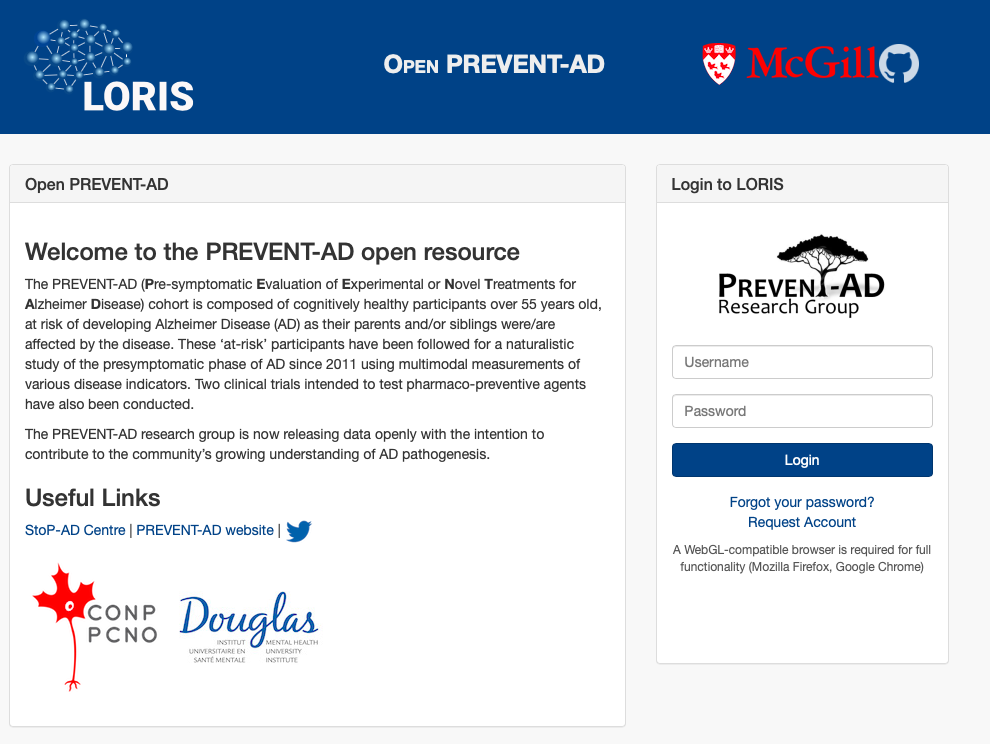 LORIS
Open PREVENT-AD
McGill
Open PREVENT-AD
Welcome to the PREVENT-AD open resource
The PREVENT-AD (Pre-symptomatic Evaluation of Experimental or Novel Treatments for
Alzheimer Disease) cohort is composed of cognitively healthy participants over 55 years old,
at risk of developing Alzheimer Disease (AD) as their parents and/or siblings were/are
affected by the disease. These ‘at-risk’ participants have been followed for a naturalistic
study of the presymptomatic phase of AD since 2011 using multimodal measurements of
various disease indicators. Two clinical trials intended to test pharmaco-preventive agents
have also been conducted.
The PREVENT-AD research group is now releasing data openly with the intention to
contribute to the community’s growing understanding of AD pathogenesis.
Useful Links
StoP-AD Centre | PREVENT-AD website |
CONP
PCNO
Douglas
INSTITUT
UNIVERSITAIRE EN
SANTÉ MENTALE
MENTAL HEALTH
UNIVERSITY
INSTITUTE
Login to LORIS
PREVENT-AD
Research Group
Username
Password
Login
Forgot your password?
Request Account
A WebGL-compatible browser is required for full
functionality (Mozilla Firefox, Google Chrome)